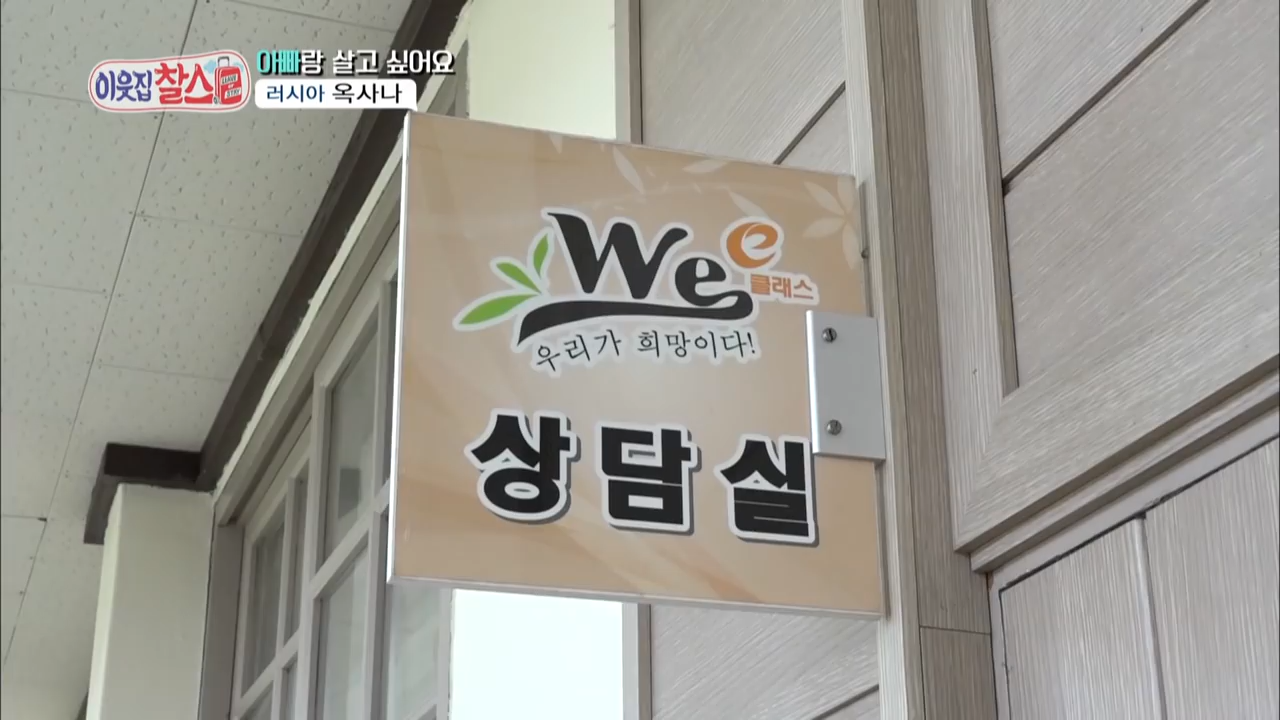 이웃집 찰스
아빠랑 살고 싶어요
러시아 옥사나
Wee 클래스
우리가 희망이다!
상담실